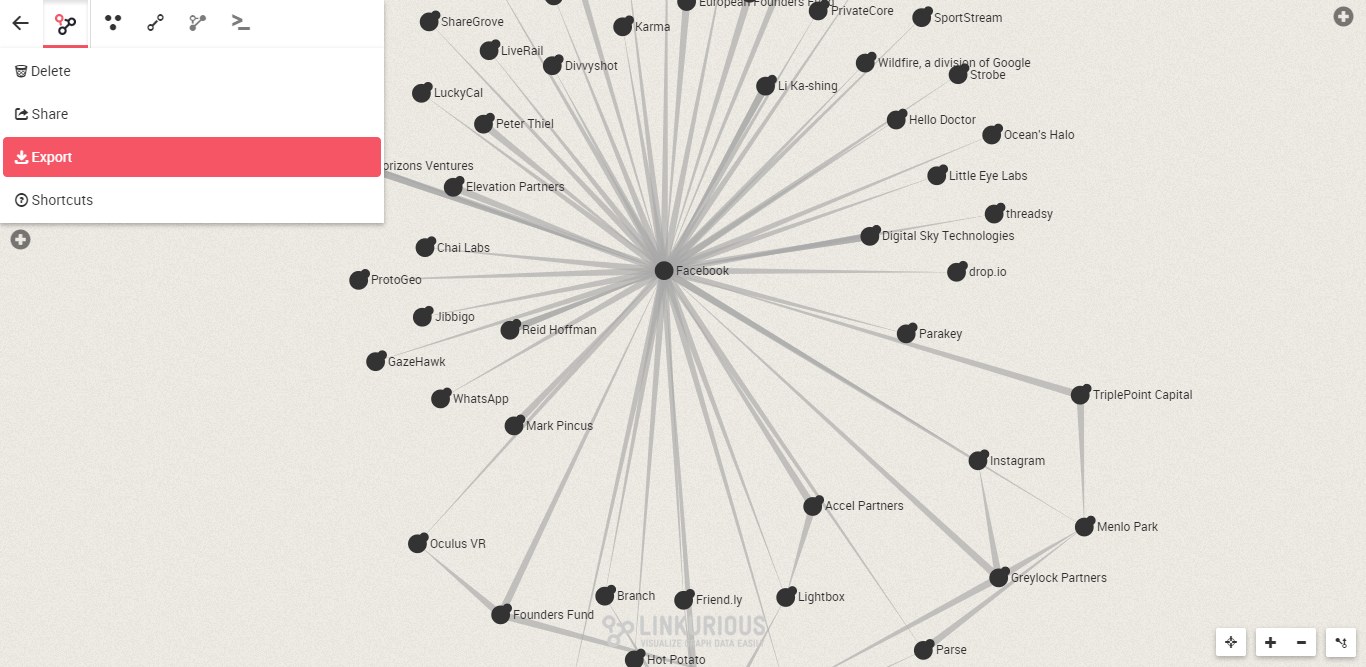 European Founders Fund
PrivateCore
SportStream
ShareGrove
Karma
LiveRail
Divvyshot
Wildfire, a division of Google
Strobe
Delete
Li Ka-shing
LuckyCal
Share
Peter Thiel
Hello Doctor
Ocean's Halo
Export
orizons Ventures
Little Eye Labs
Elevation Partners
Shortcuts
threadsy
Digital Sky Technologies
Chai Labs
Facebook
drop.io
ProtoGeo
Jibbigo
Reid Hoffman
Parakey
GazeHawk
WhatsApp
TriplePoint Capital
Mark Pincus
Instagram
Accel Partners
Menlo Park
Oculus VR
Greylock Partners
Branch
Friend.ly
Lightbox
Founders Fund
LINKURIOUS
VISUALIZE GRAPH DATA EASILY
Parse
Hot Potato